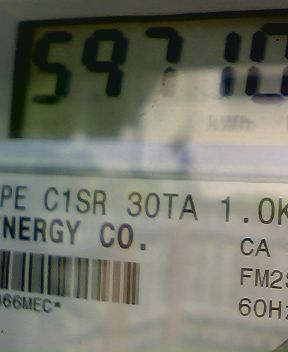 59710
kWh
PE C1SR 30TA 1.0K
NERGY CO.
CA
FM2S
66MEC*
60Hz